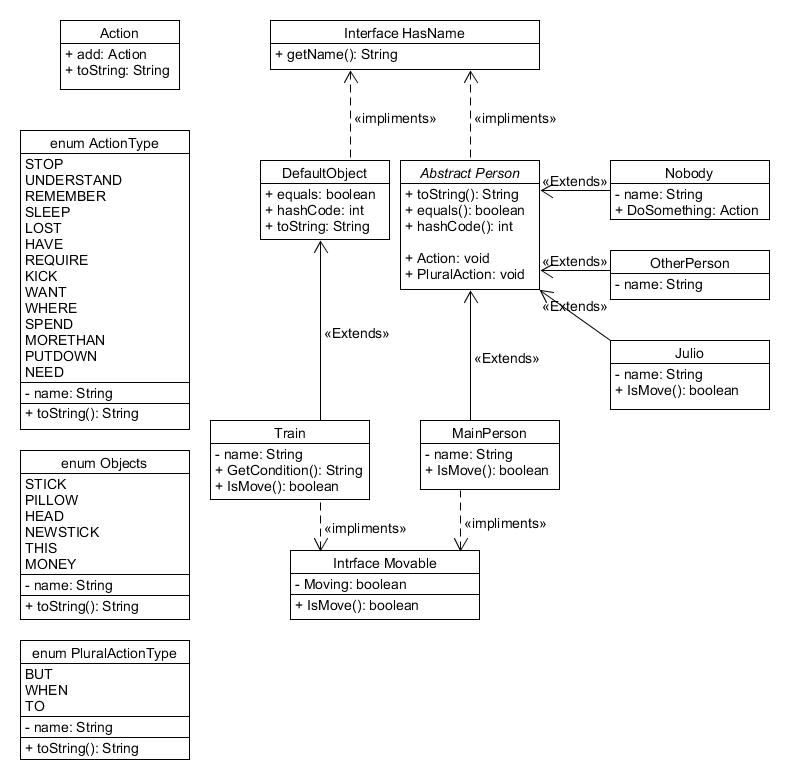 Action
+ add: Action
+ toString: String
Interface HasName
+ getName(): String
«impliments»
«impliments»
enum ActionType
STOP
UNDERSTAND
REMEMBER
SLEEP
LOST
HAVE
REQUIRE
KICK
WANT
WHERE
SPEND
MORETHAN
PUTDOWN
NEED
- name: String
+ toString(): String
DefaultObject
+ equals: boolean
+ hashCode: int
+ toString: String
Abstract Person
+ toString(): String
+ equals(): boolean
+ hashCode(): int
+ Action: void
+ PluralAction: void
«Extends»
Nobody
- name: String
+ DoSomething: Action
«Extends»
OtherPerson
- name: String
«Extends»
Julio
- name: String
+ IsMove(): boolean
«Extends»
«Extends»
Train
- name: String
+ GetCondition(): String
+ IsMove(): boolean
MainPerson
- name: String
+ IsMove(): boolean
«impliments»
«impliments»
Intrface Movable
- Moving: boolean
+ IsMove(): boolean
enum Objects
STICK
PILLOW
HEAD
NEWSTICK
THIS
MONEY
- name: String
+ toString(): String
enum PluralActionType
BUT
WHEN
TO
- name: String
+ toString(): String